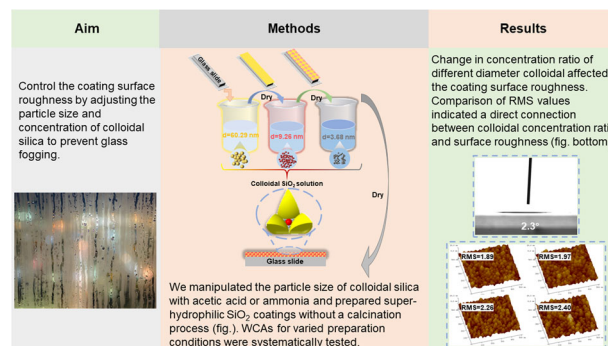 Aim
Methods
Results
Control the coating surface
roughness by adjusting the
particle size and
concentration of colloidal
silica to prevent glass
fogging.
Glass slide
Dry
Dry
d=60.29 nm
d=9.26 nm
d=3.68 nm
Dry
Colloidal SiO2 solution
Glass slide
We manipulated the particle size of colloidal silica
with acetic acid or ammonia and prepared super-
hydrophilic SiO2 coatings without a calcination
process (fig.). WCAs for varied preparation
conditions were systematically tested.
Change in concentration ratio of
different diameter colloidal affected
the coating surface roughness.
Comparison of RMS values
indicated a direct connection
between colloidal concentration rati
and surface roughness (fig. bottom
2.3°
RMS=1.89
RMS=1.97
RMS=2.26
RMS=2.40